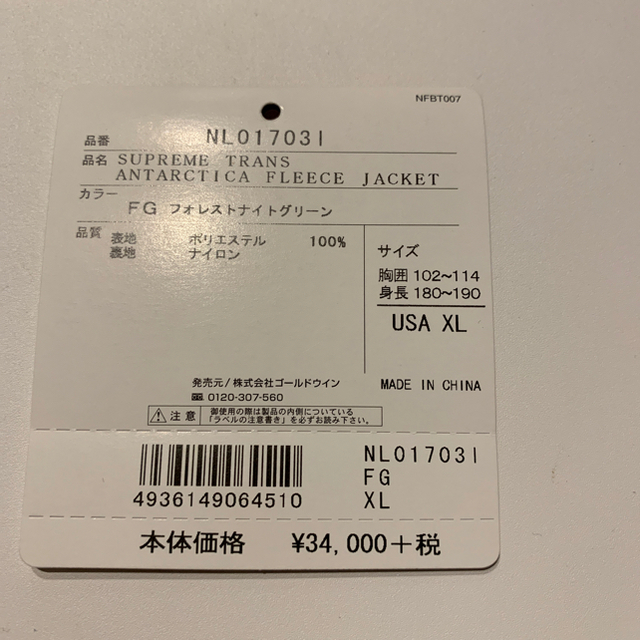 NFBT007
品番 NL01703I
品名 SUPREME TRANS
ANTARCTICA FLEECE JACKET
カラー
FG フォレストナイトグリーン
品質 表地 ポリエステル 100%
裏地 ナイロン
サイズ
胸囲 102~114
身長 180~190
USA XL
発売元/株式会社ゴールドウイン
0120-307-560
MADE IN CHINA
注意 御使用の際は製品の内側についている
「ラベルの注意書き」を必ずお読み下さい。
NL01703I
FG
XL
4936149064510
本体価格 ¥34,000+税